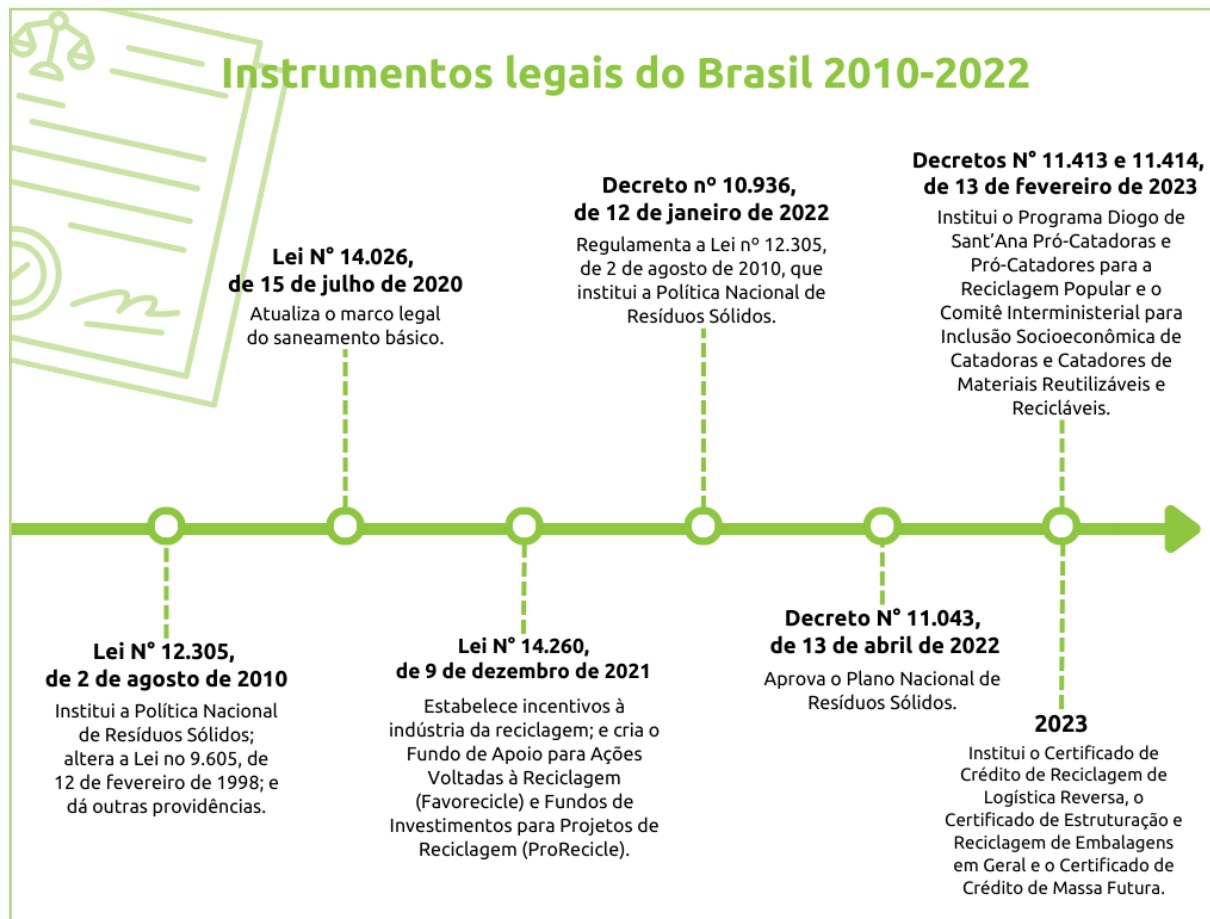 Instrumentos legais do Brasil 2010-2022
Lei N° 12.305,
de 2 de agosto de 2010
Institui a Política Nacional
de Resíduos Sólidos;
altera a Lei no 9.605, de
12 de fevereiro de 1998; e
dá outras providências.
Lei N° 14.026,
de 15 de julho de 2020
Atualiza o marco legal
do saneamento básico.
Lei N° 14.260,
de 9 de dezembro de 2021
Estabelece incentivos à
indústria da reciclagem; e cria o
Fundo de Apoio para Ações
Voltadas à Reciclagem
(Favorecicle) e Fundos de
Investimentos para Projetos de
Reciclagem (ProRecicle).
Decreto nº 10.936,
de 12 de janeiro de 2022
Regulamenta a Lei nº 12.305,
de 2 de agosto de 2010, que
institui a Política Nacional de
Resíduos Sólidos.
Decreto N° 11.043,
de 13 de abril de 2022
Aprova o Plano Nacional de
Resíduos Sólidos.
Decretos N° 11.413 e 11.414,
de 13 de fevereiro de 2023
Institui o Programa Diogo de
Sant’Ana Pró-Catadoras e
Pró-Catadores para a
Reciclagem Popular e o
Comitê Interministerial para
Inclusão Socioeconômica de
Catadoras e Catadores de
Materiais Reutilizáveis e
Recicláveis.
2023
Institui o Certificado de
Crédito de Reciclagem de
Logística Reversa, o
Certificado de Estruturação e
Reciclagem de Embalagens
em Geral e o Certificado de
Crédito de Massa Futura.